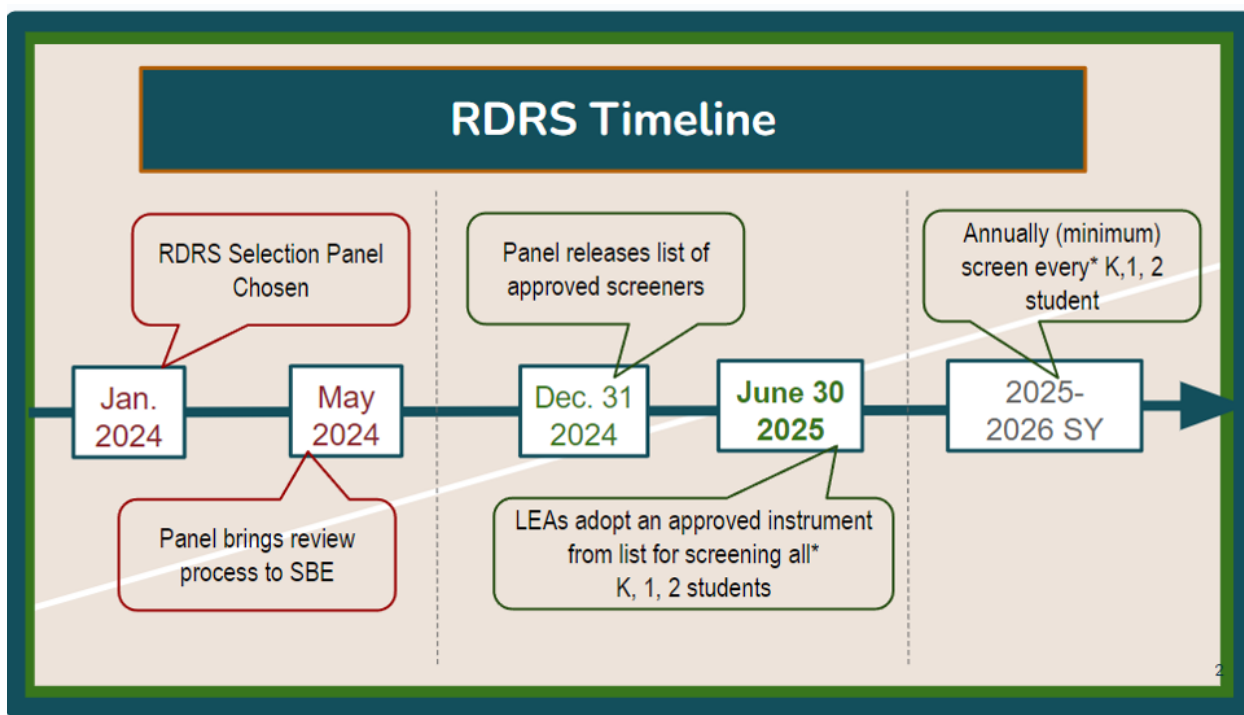 RDRS Timeline
RDRS Selection Panel
Chosen
Panel releases list of
approved screeners
Annually (minimum)
screen every* K,1, 2
student
Jan.
2024
May
2024
Dec. 31
2024
June 30
2025
2025-
2026 SY
Panel brings review
process to SBE
LEAs adopt an approved instrument
from list for screening all*
K, 1, 2 students
2